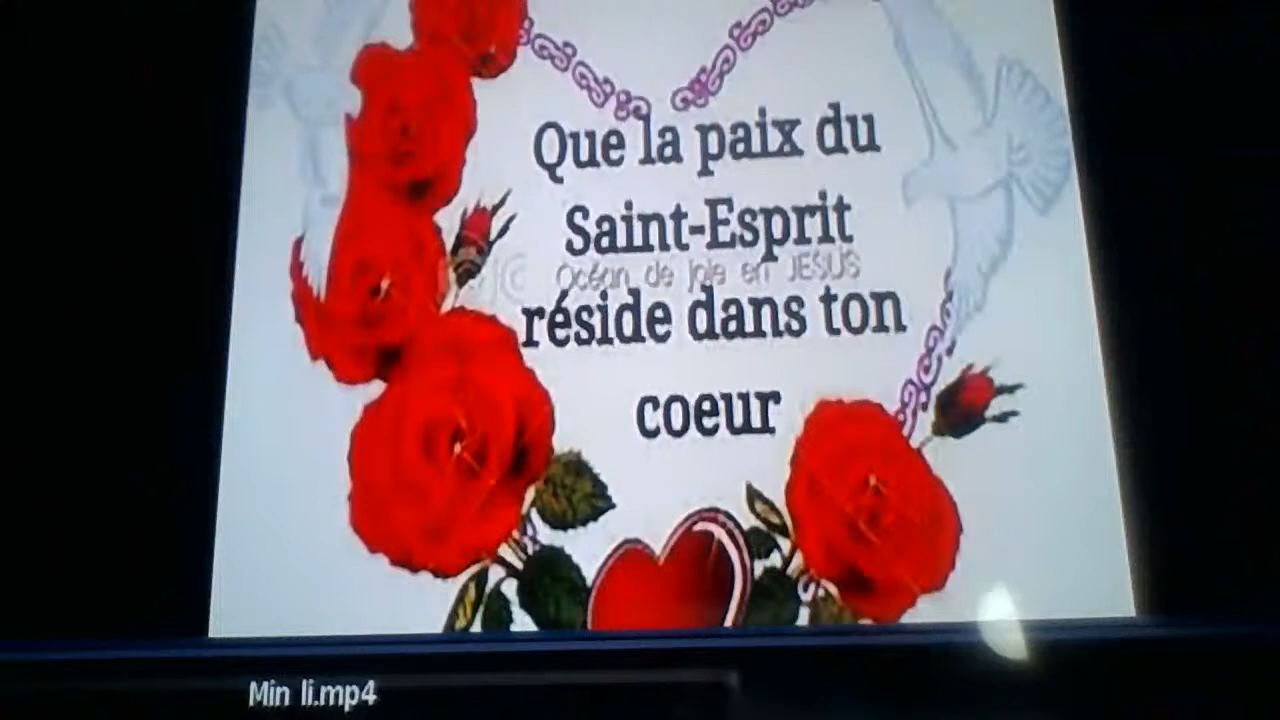 Que la paix du
Saint-Esprit
Océan de joie en JESUS
réside dans ton
coeur
Min li.mp4